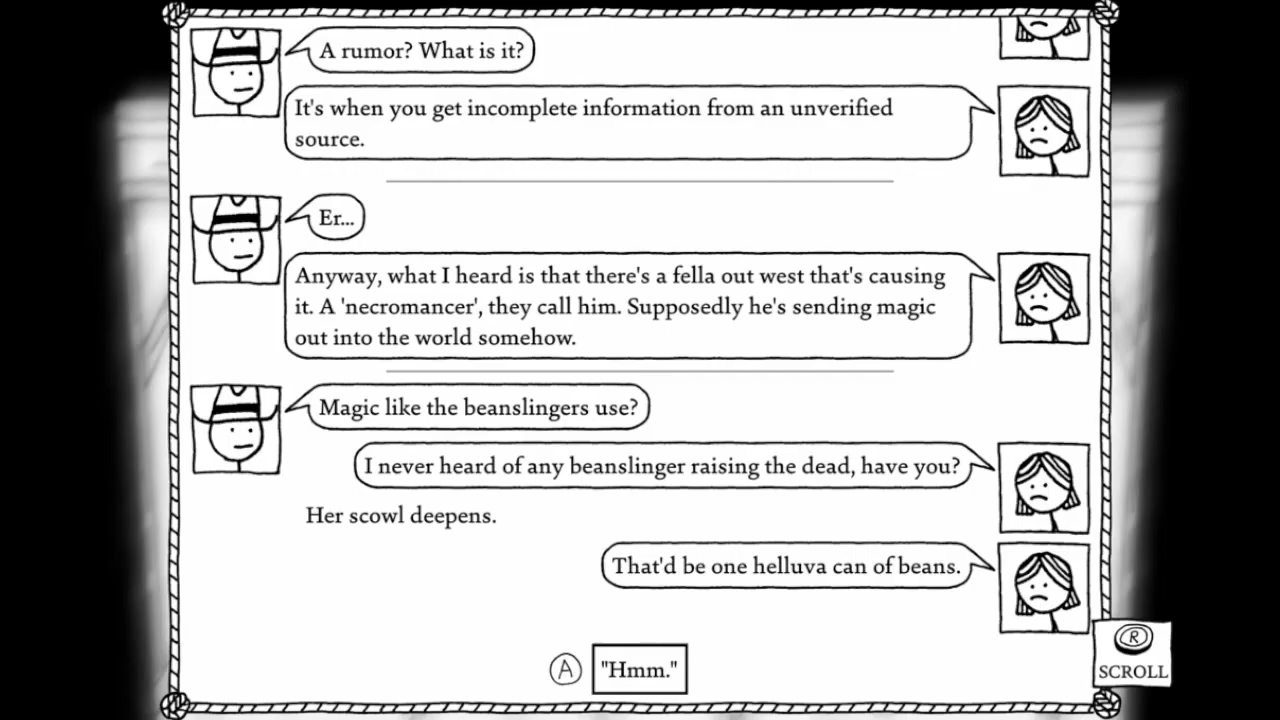 A rumor? What is it?
It's when you get incomplete information from an unverified
source.
Er...
Anyway, what I heard is that there's a fella out west that's causing
it. A 'necromancer', they call him. Supposedly he's sending magic
out into the world somehow.
Magic like the beanslingers use?
I never heard of any beanslinger raising the dead, have you?
Her scowl deepens.
That'd be one helluva can of beans.
A "Hmm."
R
SCROLL